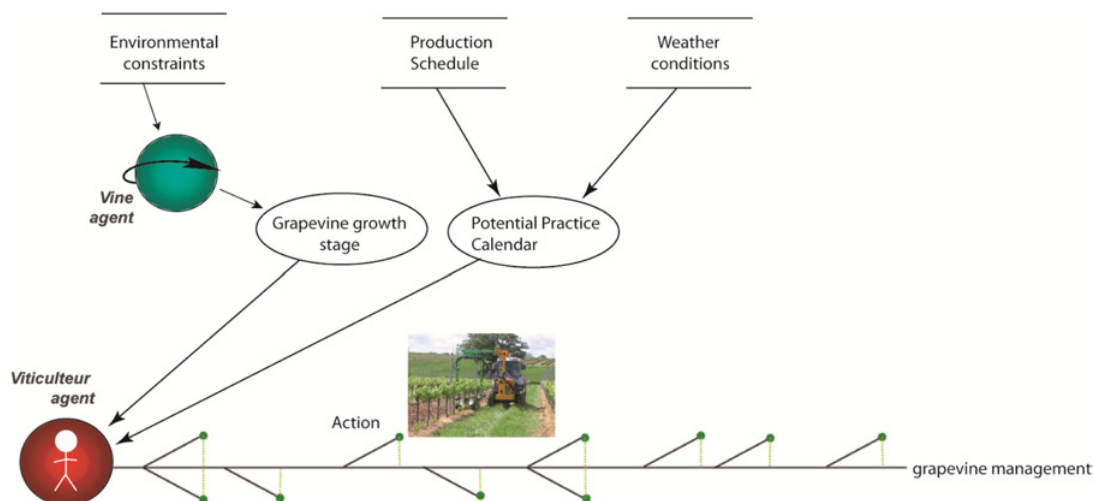 Environmental
constraints
Production
Schedule
Weather
conditions
Vine
agent
Grapevine growth
stage
Potential Practice
Calendar
Viticulteur
agent
Action
grapevine management